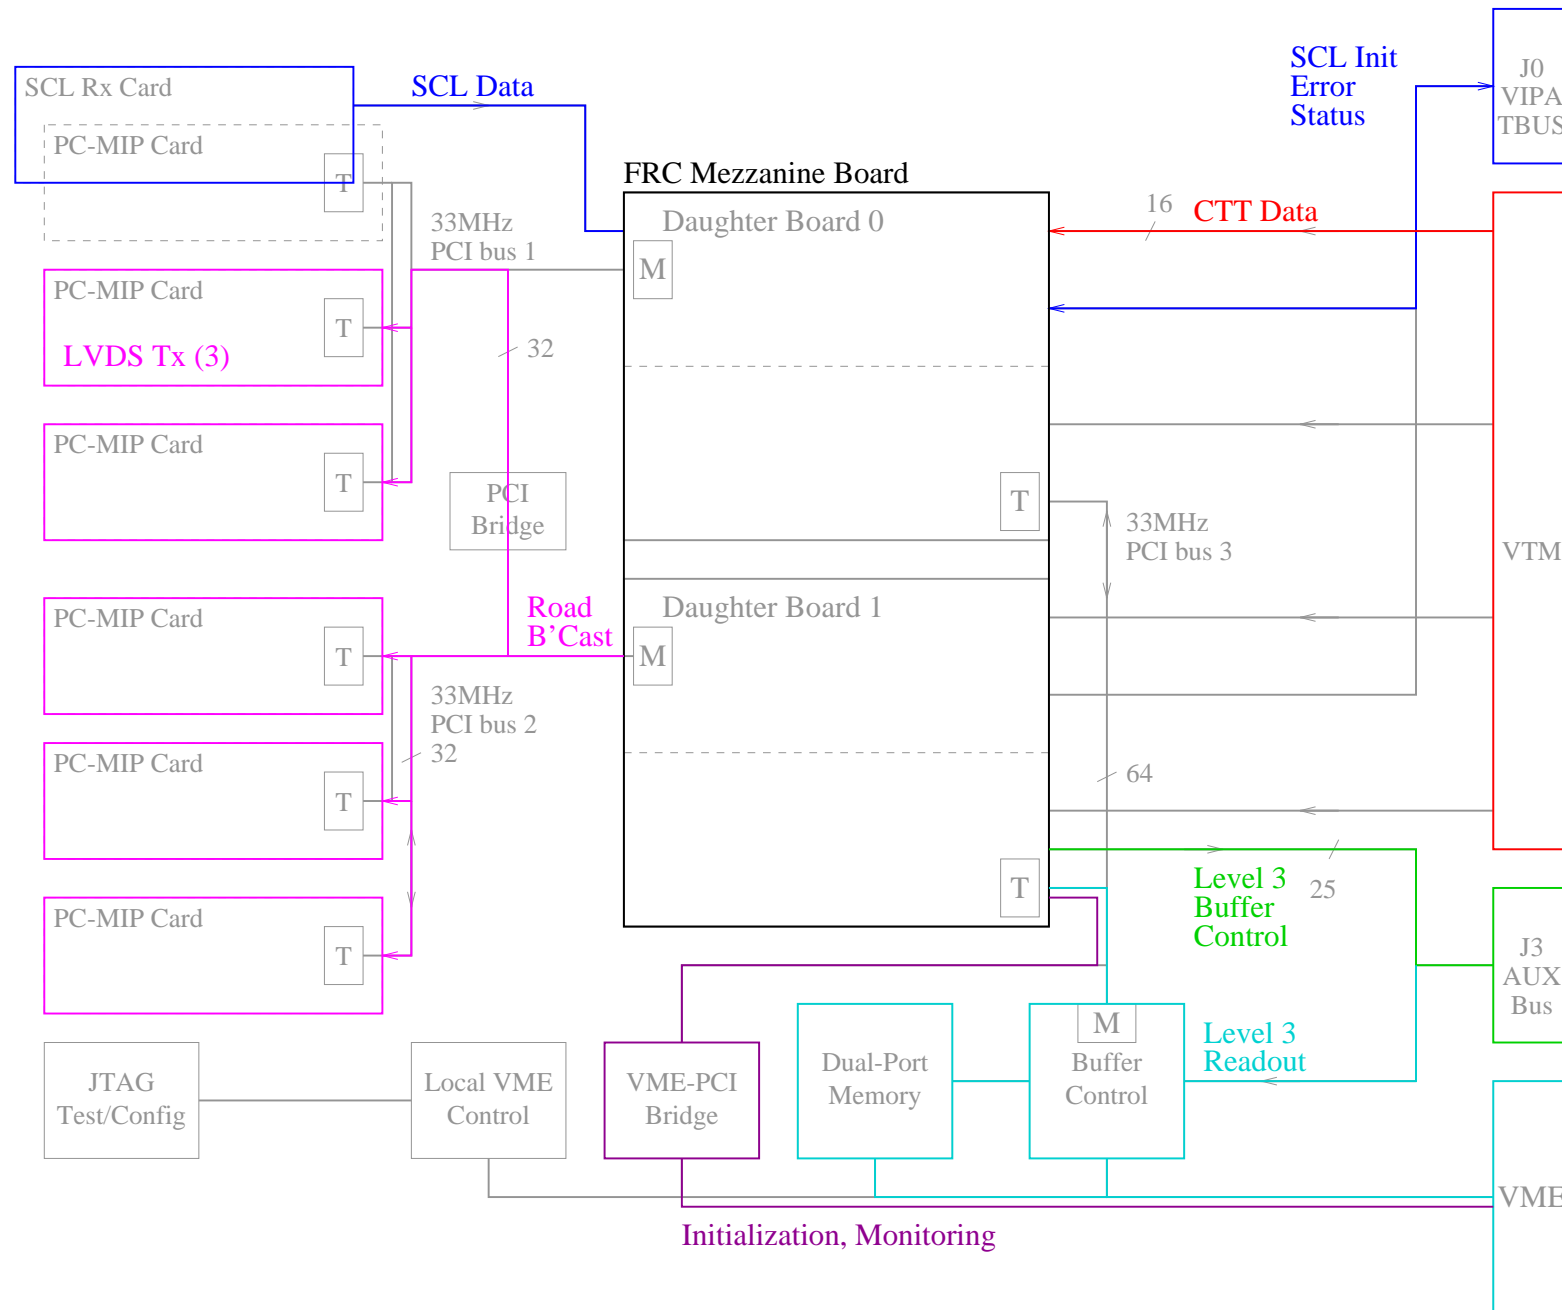 SCL Rx Card
SCL Data
SCL Init
Error
Status
J0
VIPA
TBUS
PC-MIP Card
T
FRC Mezzanine Board
33MHz
PCI bus 1
Daughter Board 0
M
16
CTT Data
PC-MIP Card
T
LVDS Tx (3)
32
PC-MIP Card
T
PCI
Bridge
T
33MHz
PCI bus 3
VTM
PC-MIP Card
T
Road
B'Cast
Daughter Board 1
M
33MHz
PCI bus 2
32
PC-MIP Card
T
64
PC-MIP Card
T
T
Level 3
Buffer
Control
25
J3
AUX
Bus
JTAG
Test/Config
Local VME
Control
VME-PCI
Bridge
Dual-Port
Memory
M
Buffer
Control
Level 3
Readout
VME
Initialization, Monitoring